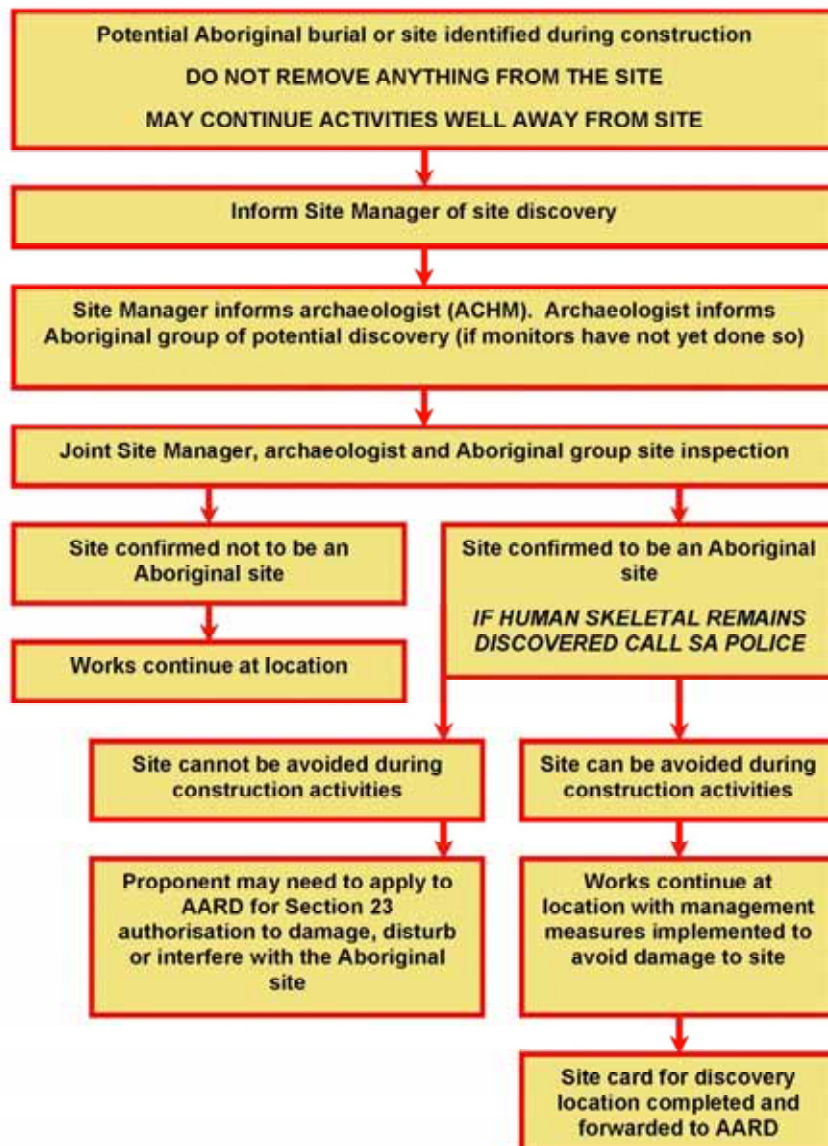 Potential Aboriginal burial or site identified during construction
DO NOT REMOVE ANYTHING FROM THE SITE
MAY CONTINUE ACTIVITIES WELL AWAY FROM SITE
Inform Site Manager of site discovery
Site Manager informs archaeologist (ACHM). Archaeologist informs
Aboriginal group of potential discovery (if monitors have not yet done so)
Joint Site Manager, archaeologist and Aboriginal group site inspection
Site confirmed not to be an
Aboriginal site
Works continue at location
Site confirmed to be an Aboriginal
site
IF HUMAN SKELETAL REMAINS
DISCOVERED CALL SA POLICE
Site cannot be avoided during
construction activities
Proponent may need to apply to
AARD for Section 23
authorisation to damage, disturb
or interfere with the Aboriginal
site
Site can be avoided during
construction activities
Works continue at
location with management
measures implemented to
avoid damage to site
Site card for discovery
location completed and
forwarded to AARD